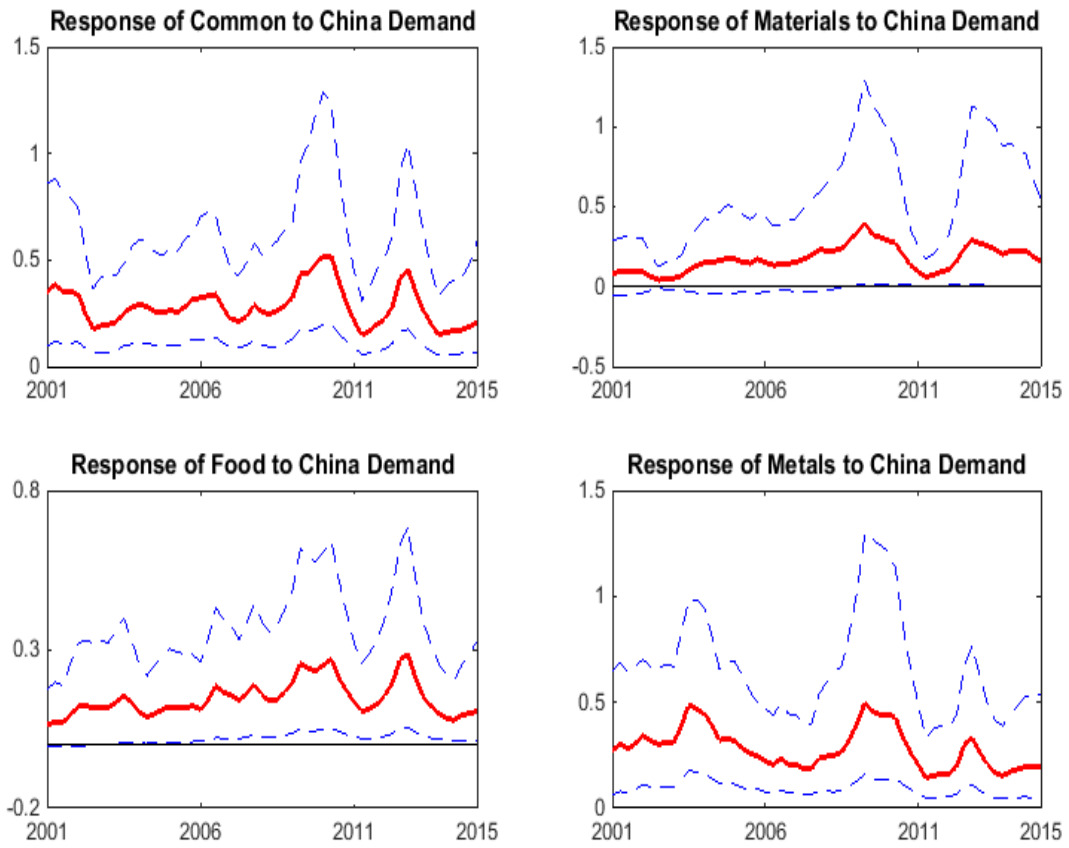 Response of Common to China Demand
1.5
1
0.5
0
2001 2006 2011 2015
Response of Materials to China Demand
1.5
1
0.5
0
-0.5
2001 2006 2011 2015
Response of Food to China Demand
0.8
0.3
-0.2
2001 2006 2011 2015
Response of Metals to China Demand
1.5
1
0.5
0
2001 2006 2011 2015